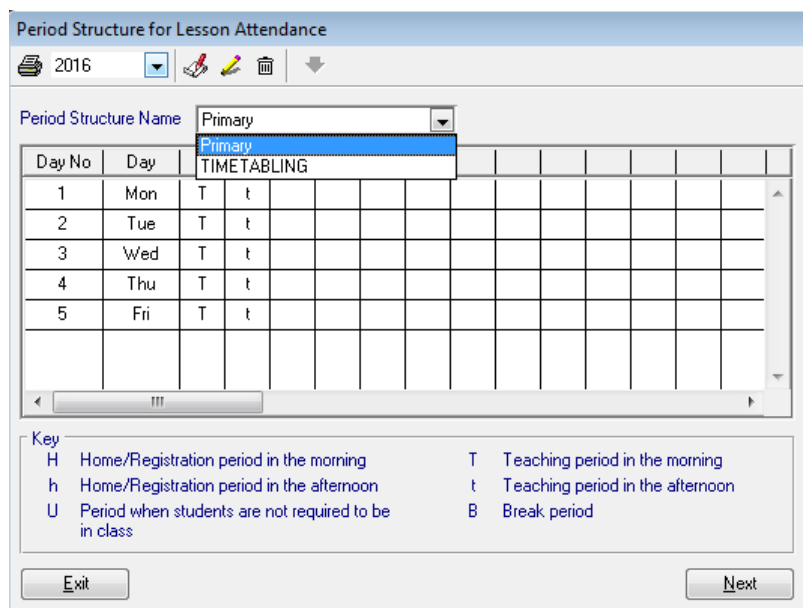 Period Structure for Lesson Attendance
2016
Period Structure Name Primary
Primary
TIMETABLING
Day No Day
1 Mon T t
2 Tue T t
3 Wed T t
4 Thu T t
5 Fri T t
Key
H Home/Registration period in the morning T Teaching period in the morning
h Home/Registration period in the afternoon t Teaching period in the afternoon
U Period when students are not required to be B Break period
in class
Exit Next